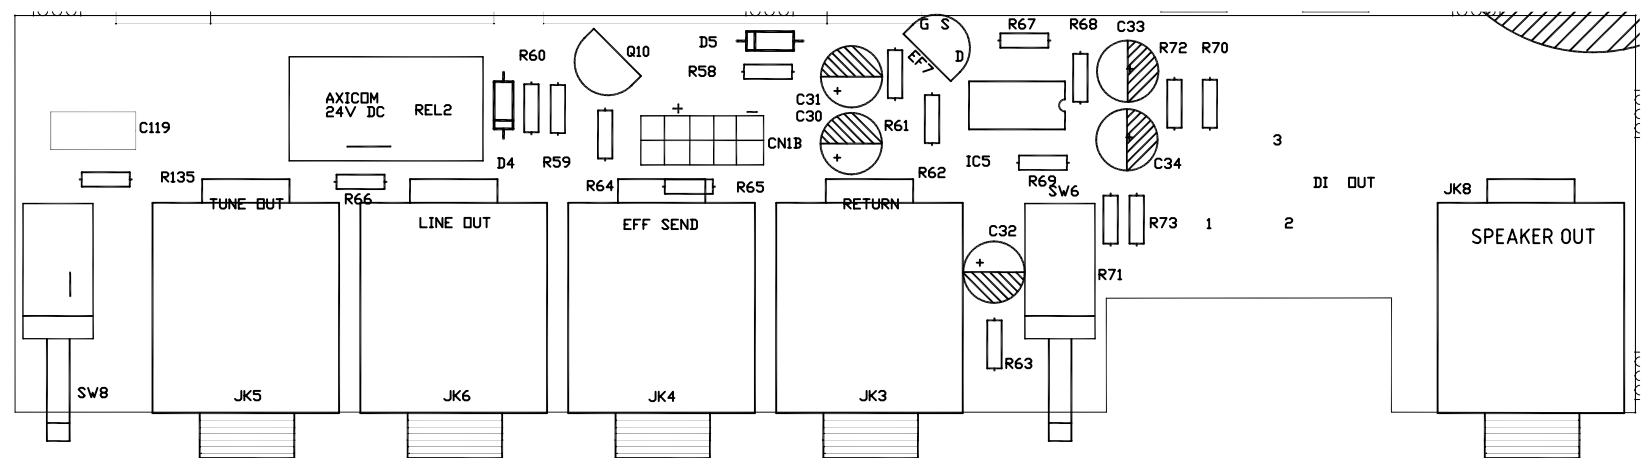 G S
R67
R68
C33
D5
Q10
R60
D
R72
R70
EF7
R58
AXICOM
24V DC
REL2
C31
C30
+
-
+
+
+
+
R61
C119
CN1B
3
D4
R59
IC5
C34
R62
R69
R135
R64
R65
SW6
DI OUT
JK8
R66
TUNE OUT
RETURN
LINE OUT
EFF SEND
R73
1
2
C32
SPEAKER OUT
+
R71
R63
SW8
JK5
JK6
JK4
JK3